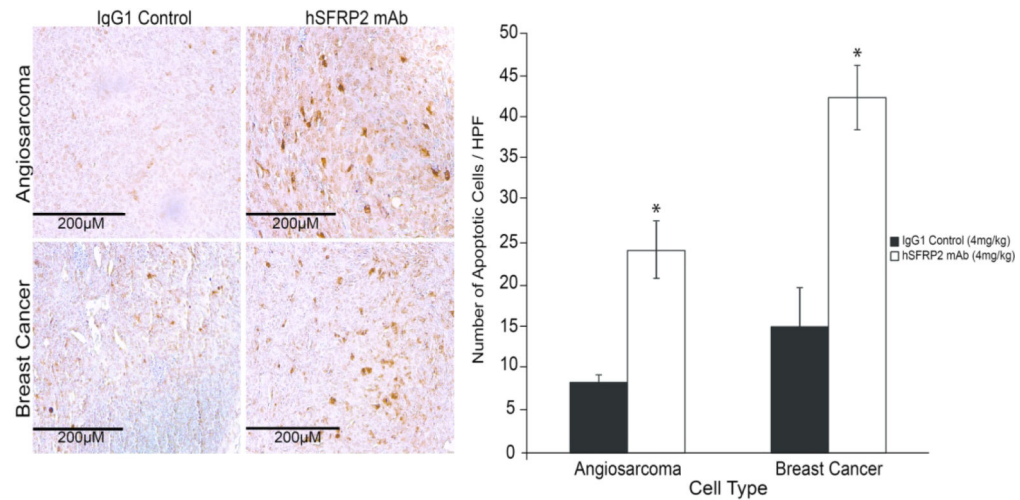 IgG1 Control
hSFRP2 mAb
Angiosarcoma
200µM
200µM
Breast Cancer
200µM
200µM
Number of Apoptotic Cells / HPF
50
45
40
35
30
25
20
15
10
5
0
*
*
Angiosarcoma
Breast Cancer
Cell Type
IgG1 Control (4mg/kg)
hSFRP2 mAb (4mg/kg)